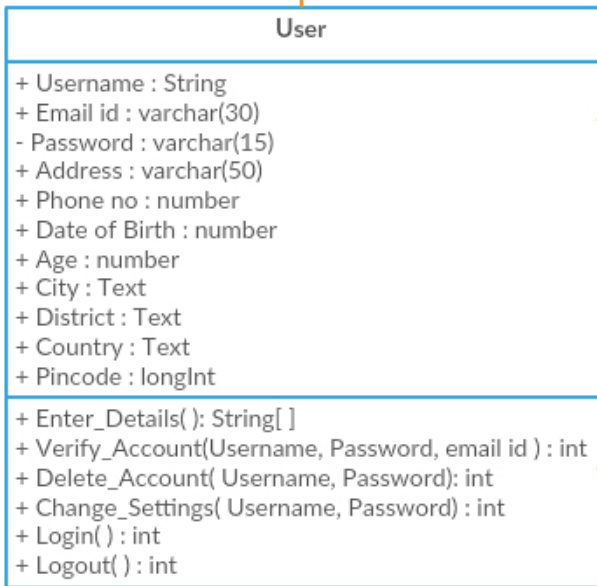 User
+ Username : String
+ Email id : varchar(30)
- Password : varchar(15)
+ Address : varchar(50)
+ Phone no : number
+ Date of Birth : number
+ Age : number
+ City : Text
+ District : Text
+ Country : Text
+ Pincode : longInt
+ Enter_Details( ): String[ ]
+ Verify_Account(Username, Password, email id ) : int
+ Delete_Account( Username, Password): int
+ Change_Settings( Username, Password) : int
+ Login( ) : int
+ Logout( ) : int